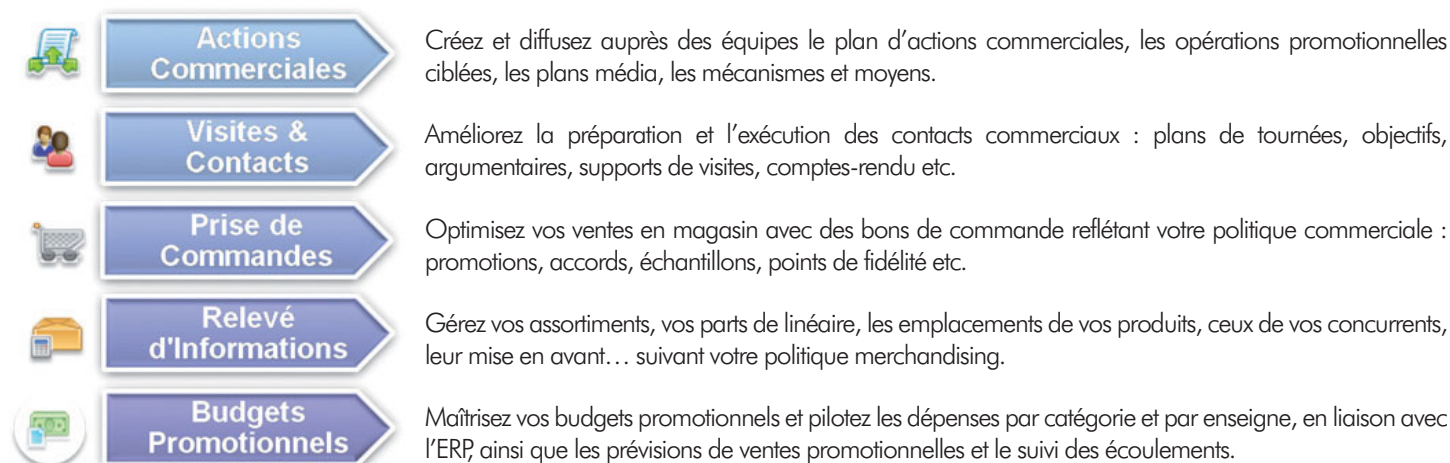 Actions
Commerciales
Créez et diffusez auprès des équipes le plan d'actions commerciales, les opérations promotionnelles
ciblées, les plans média, les mécanismes et moyens.
Visites &
Contacts
Améliorez la préparation et l'exécution des contacts commerciaux : plans de tournées, objectifs,
argumentaires, supports de visites, comptes-rendu etc.
Prise de
Commandes
Optimisez vos ventes en magasin avec des bons de commande reflétant votre politique commerciale :
promotions, accords, échantillons, points de fidélité etc.
Relevé
d'Informations
Gérez vos assortiments, vos parts de linéaire, les emplacements de vos produits, ceux de vos concurrents,
leur mise en avant… suivant votre politique merchandising.
Budgets
Promotionnels
Maîtrisez vos budgets promotionnels et pilotez les dépenses par catégorie et par enseigne, en liaison avec
l'ERP, ainsi que les prévisions de ventes promotionnelles et le suivi des écoulements.